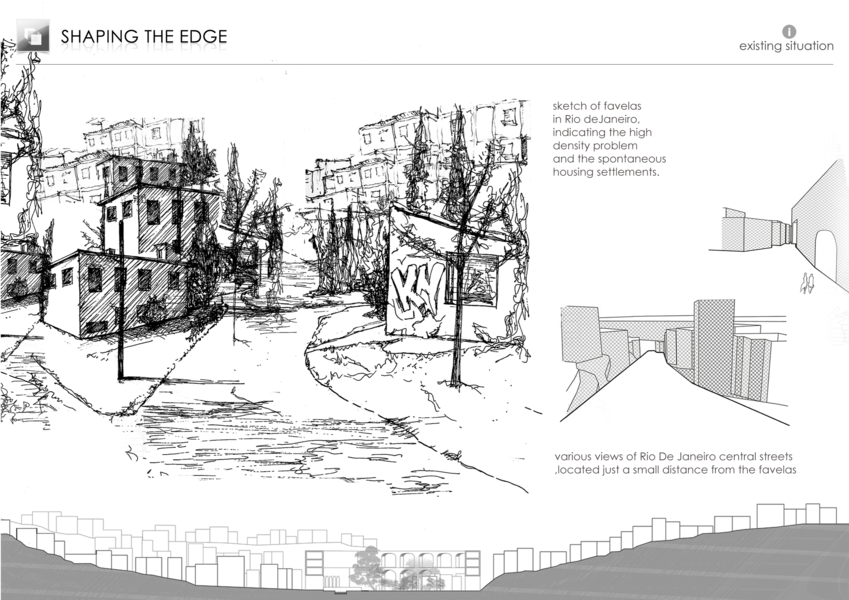 SHAPING THE EDGE
i
existing situation
sketch of favelas
in Rio deJaneiro,
indicating the high
density problem
and the spontaneous
housing settlements.
various views of Rio De Janeiro central streets
,located just a small distance from the favelas